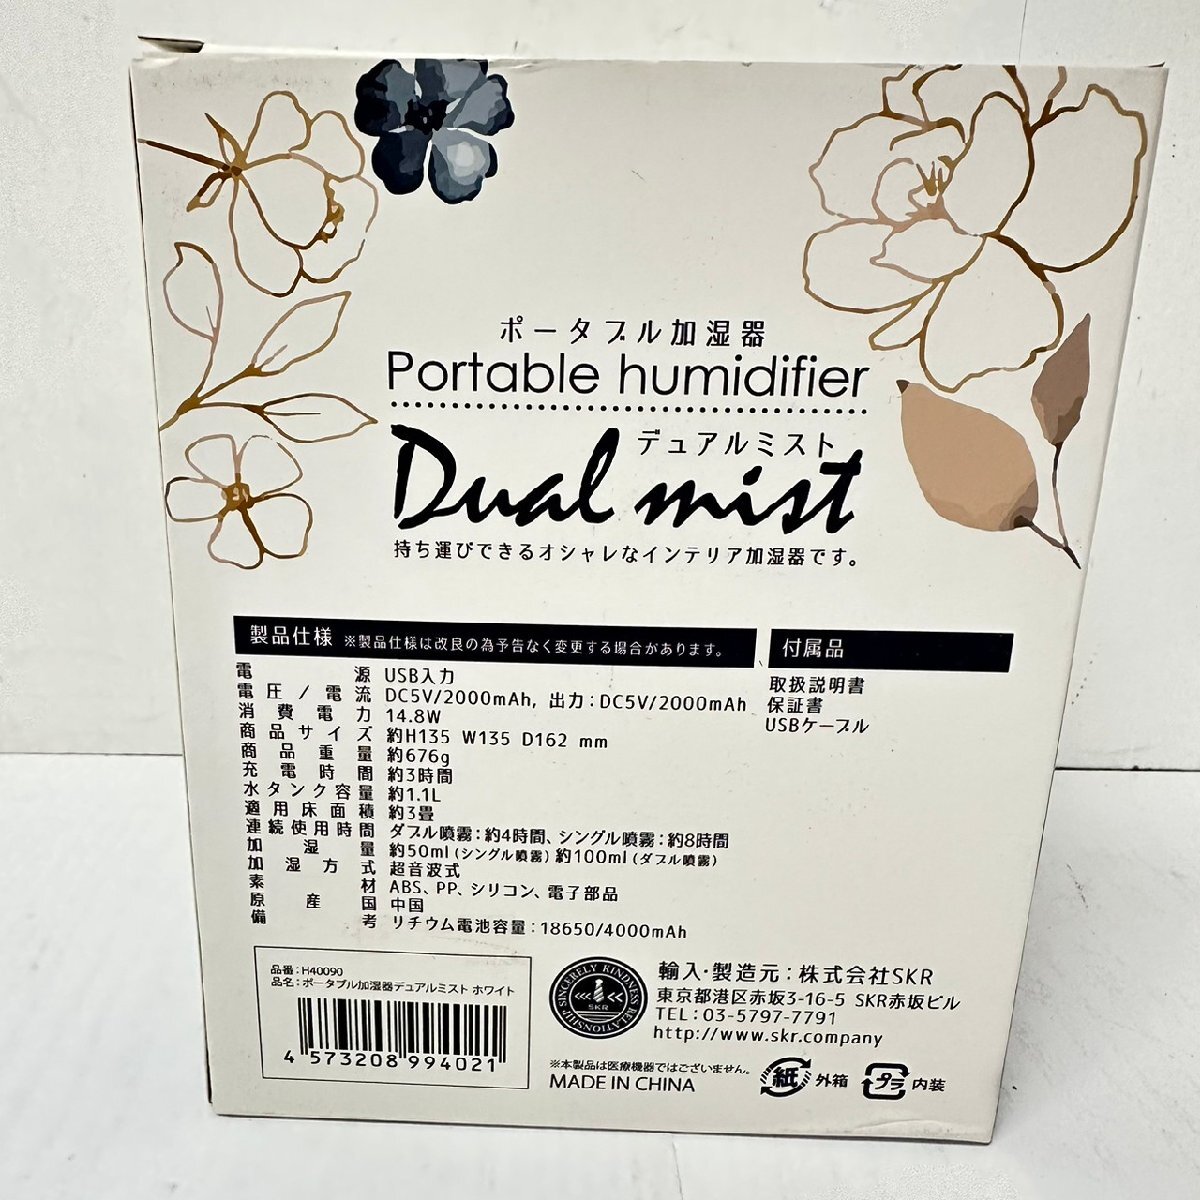 ポータブル加湿器
Portable humidifier
デュアルミスト
Dual mist
持ち運びできるオシャレなインテリア加湿器です。
製品仕様 ※製品仕様は改良の為予告なく変更する場合があります。
電源 USB入力
電圧/電流 DC5V/2000mAh, 出力:DC5V/2000mAh
消費電力 14.8W
商品サイズ 約H135 W135 D162 mm
商品重量 約676g
充電時間 約3時間
水タンク容量 約1.1L
適用床面積 約3畳
連続使用時間 ダブル噴霧:約4時間、シングル噴霧:約8時間
加湿量 約50ml(シングル噴霧)約100ml(ダブル噴霧)
加湿方式 超音波式
素材 ABS、PP、シリコン、電子部品
原産国 中国
備考 リチウム電池容量:18650/4000mAh
付属品
取扱説明書
保証書
USBケーブル
品番:H40090
品名:ポータブル加湿器デュアルミスト ホワイト
4 573208 994021
SINCERELY KINDNESS RELATIONSHIP
SKR
輸入・製造元:株式会社SKR
東京都港区赤坂3-16-5 SKR赤坂ビル
TEL:03-5797-7791
http://www.skr.company
※本製品は医療機器ではございません。
MADE IN CHINA
紙 外箱
プラ 内装